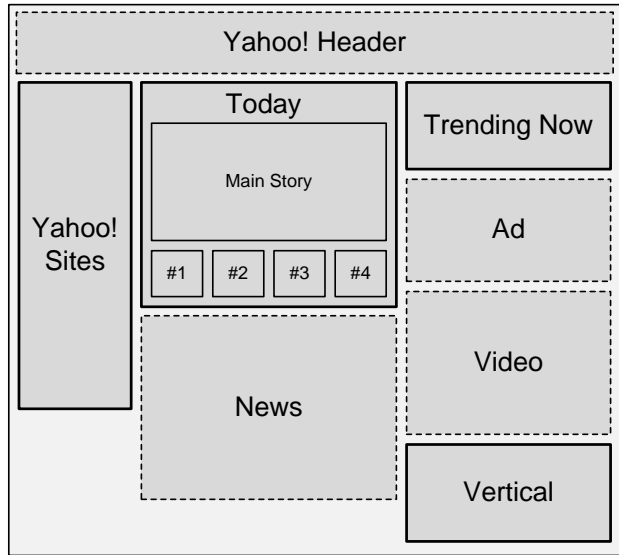 Yahoo! Header
Yahoo!
Sites
Today
Main Story
#1 #2 #3 #4
News
Trending Now
Ad
Video
Vertical